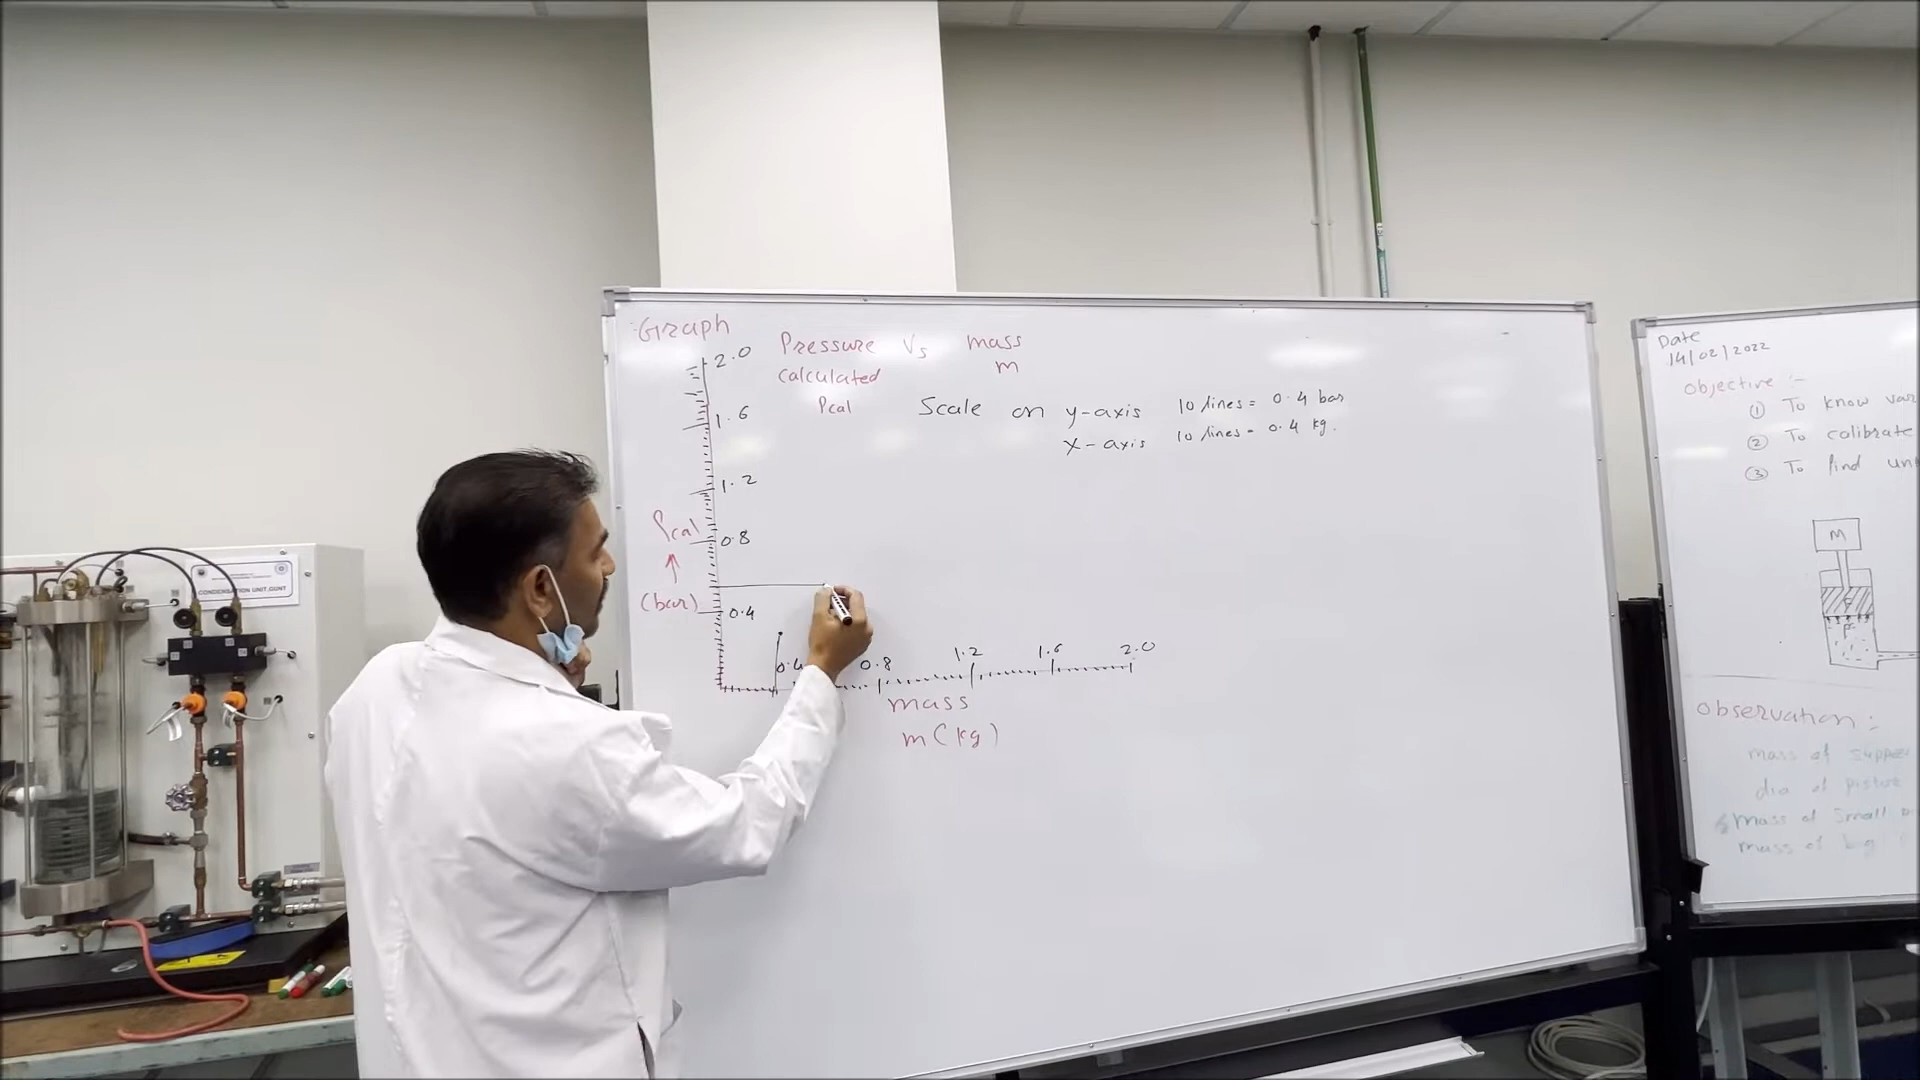 Graph
Pressure Vs mass
calculated m
Pcal
Scale on y-axis 10 lines = 0.4 bar
x-axis 10 lines = 0.4 kg.
2.0
1.6
1.2
Pcal
0.8
(bar)
0.4
0.4 0.8 1.2 1.6 2.0
mass
m (kg)
Date
14/02/2022
Objective :-
① To know var
② To calibrate
③ To find un
M
P
Observation :-
mass of
dia of piston
mass of small
mass of big
CONDENSATION UNIT, GUNT